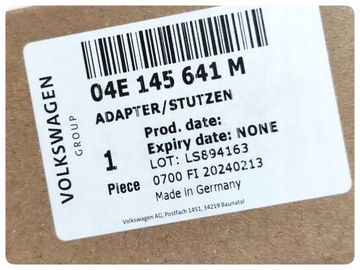 04E 145 641 M
ADAPTER/STUTZEN
Prod. date:
Expiry date: NONE
LOT: LS894163
1
Piece
0700 FI 20240213
Made in Germany
Volkswagen AG, Postfach 1451, 34219 Baunatal
VOLKSWAGEN
GROUP